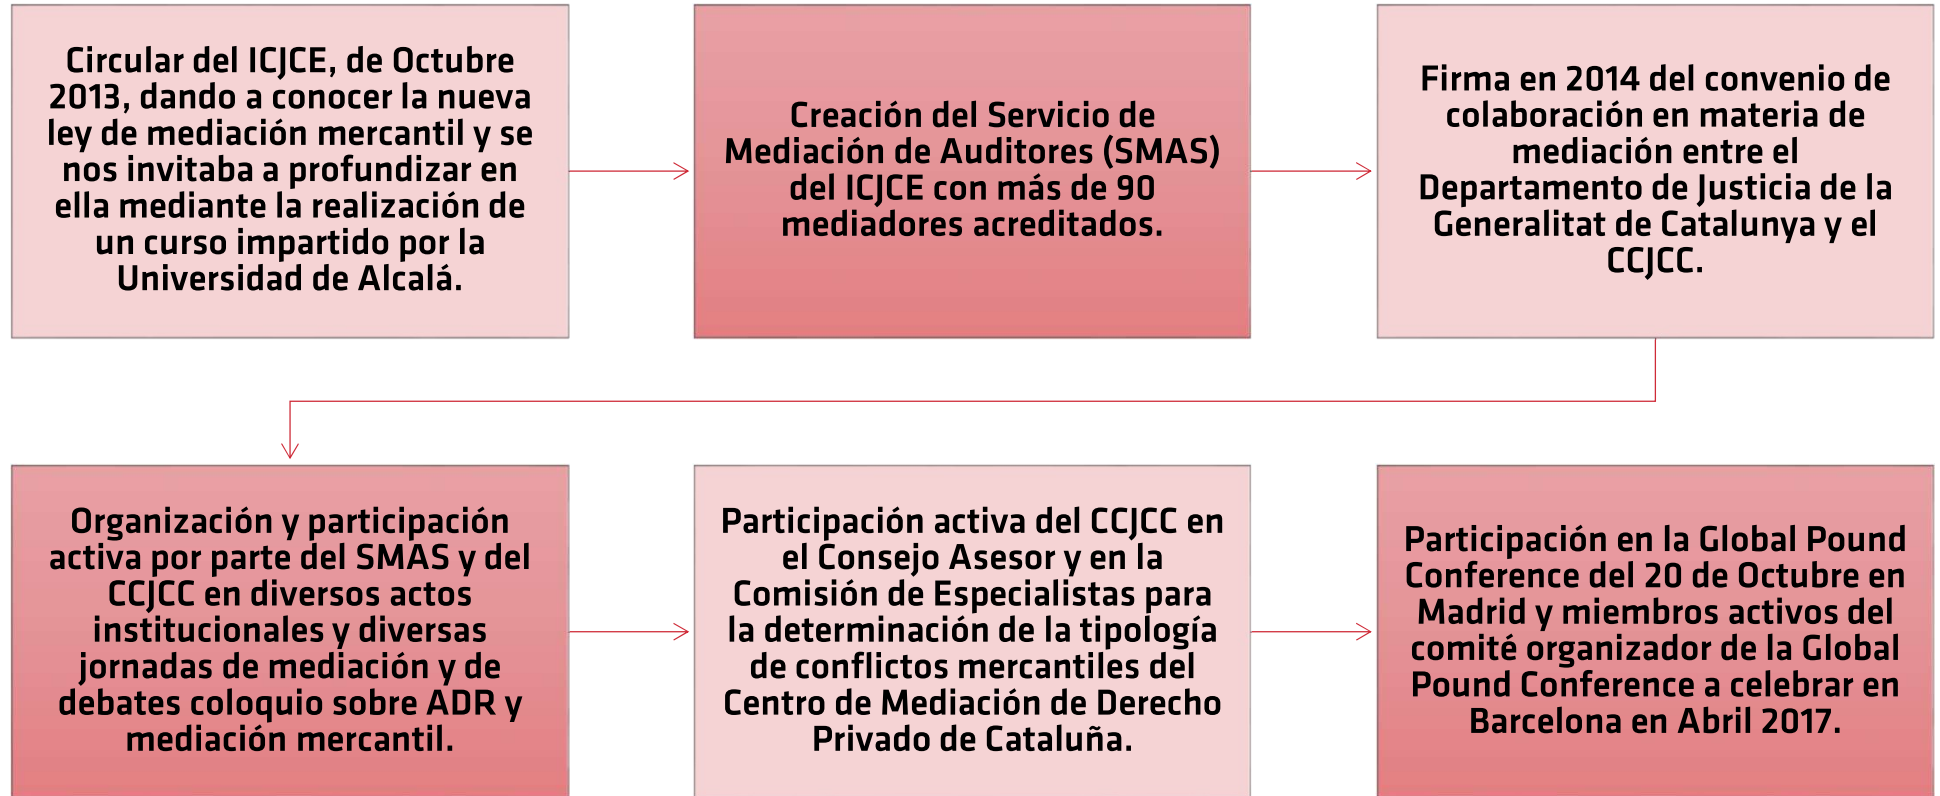 Circular del ICJCE, de Octubre
2013, dando a conocer la nueva
ley de mediación mercantil y se
nos invitaba a profundizar en
ella mediante la realización de
un curso impartido por la
Universidad de Alcalá.
Creación del Servicio de
Mediación de Auditores (SMAS)
del ICJCE con más de 90
mediadores acreditados.
Firma en 2014 del convenio de
colaboración en materia de
mediación entre el
Departamento de Justicia de la
Generalitat de Catalunya y el
CCJCC.
Organización y participación
activa por parte del SMAS y del
CCJCC en diversos actos
institucionales y diversas
jornadas de mediación y de
debates coloquio sobre ADR y
mediación mercantil.
Participación activa del CCJCC en
el Consejo Asesor y en la
Comisión de Especialistas para
la determinación de la tipología
de conflictos mercantiles del
Centro de Mediación de Derecho
Privado de Cataluña.
Participación en la Global Pound
Conference del 20 de Octubre en
Madrid y miembros activos del
comité organizador de la Global
Pound Conference a celebrar en
Barcelona en Abril 2017.